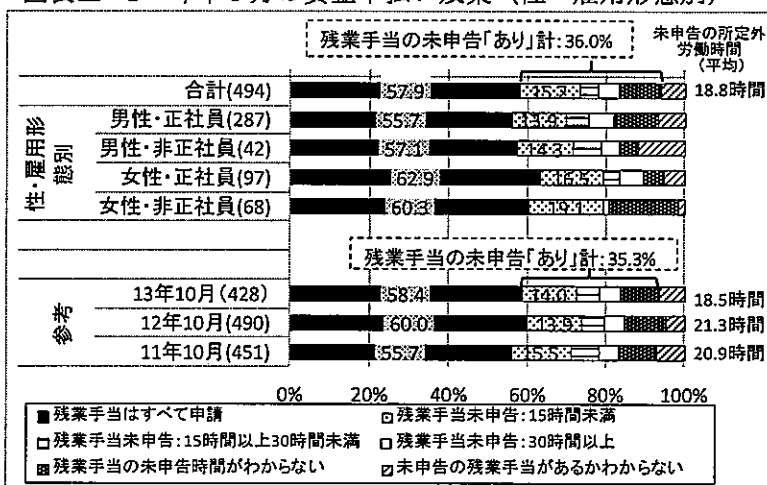 残業手当の未申告「あり」計:36.0%
未申告の所定外
労働時間
(平均)
合計(494) 57.9 15.2 18.8時間
性・雇用形態別
男性・正社員(287) 55.7 13.9
男性・非正社員(42) 57.1 14.3
女性・正社員(97) 62.9 16.5
女性・非正社員(68) 60.3 19.1
残業手当の未申告「あり」計:35.3%
参考
13年10月(428) 58.4 14.0 18.5時間
12年10月(490) 60.0 13.9 21.3時間
11年10月(451) 55.7 15.5 20.9時間
0% 20% 40% 60% 80% 100%
残業手当はすべて申請 残業手当未申告:15時間未満
残業手当未申告:15時間以上30時間未満 残業手当未申告:30時間以上
残業手当の未申告時間がわからない 未申告の残業手当があるかわからない